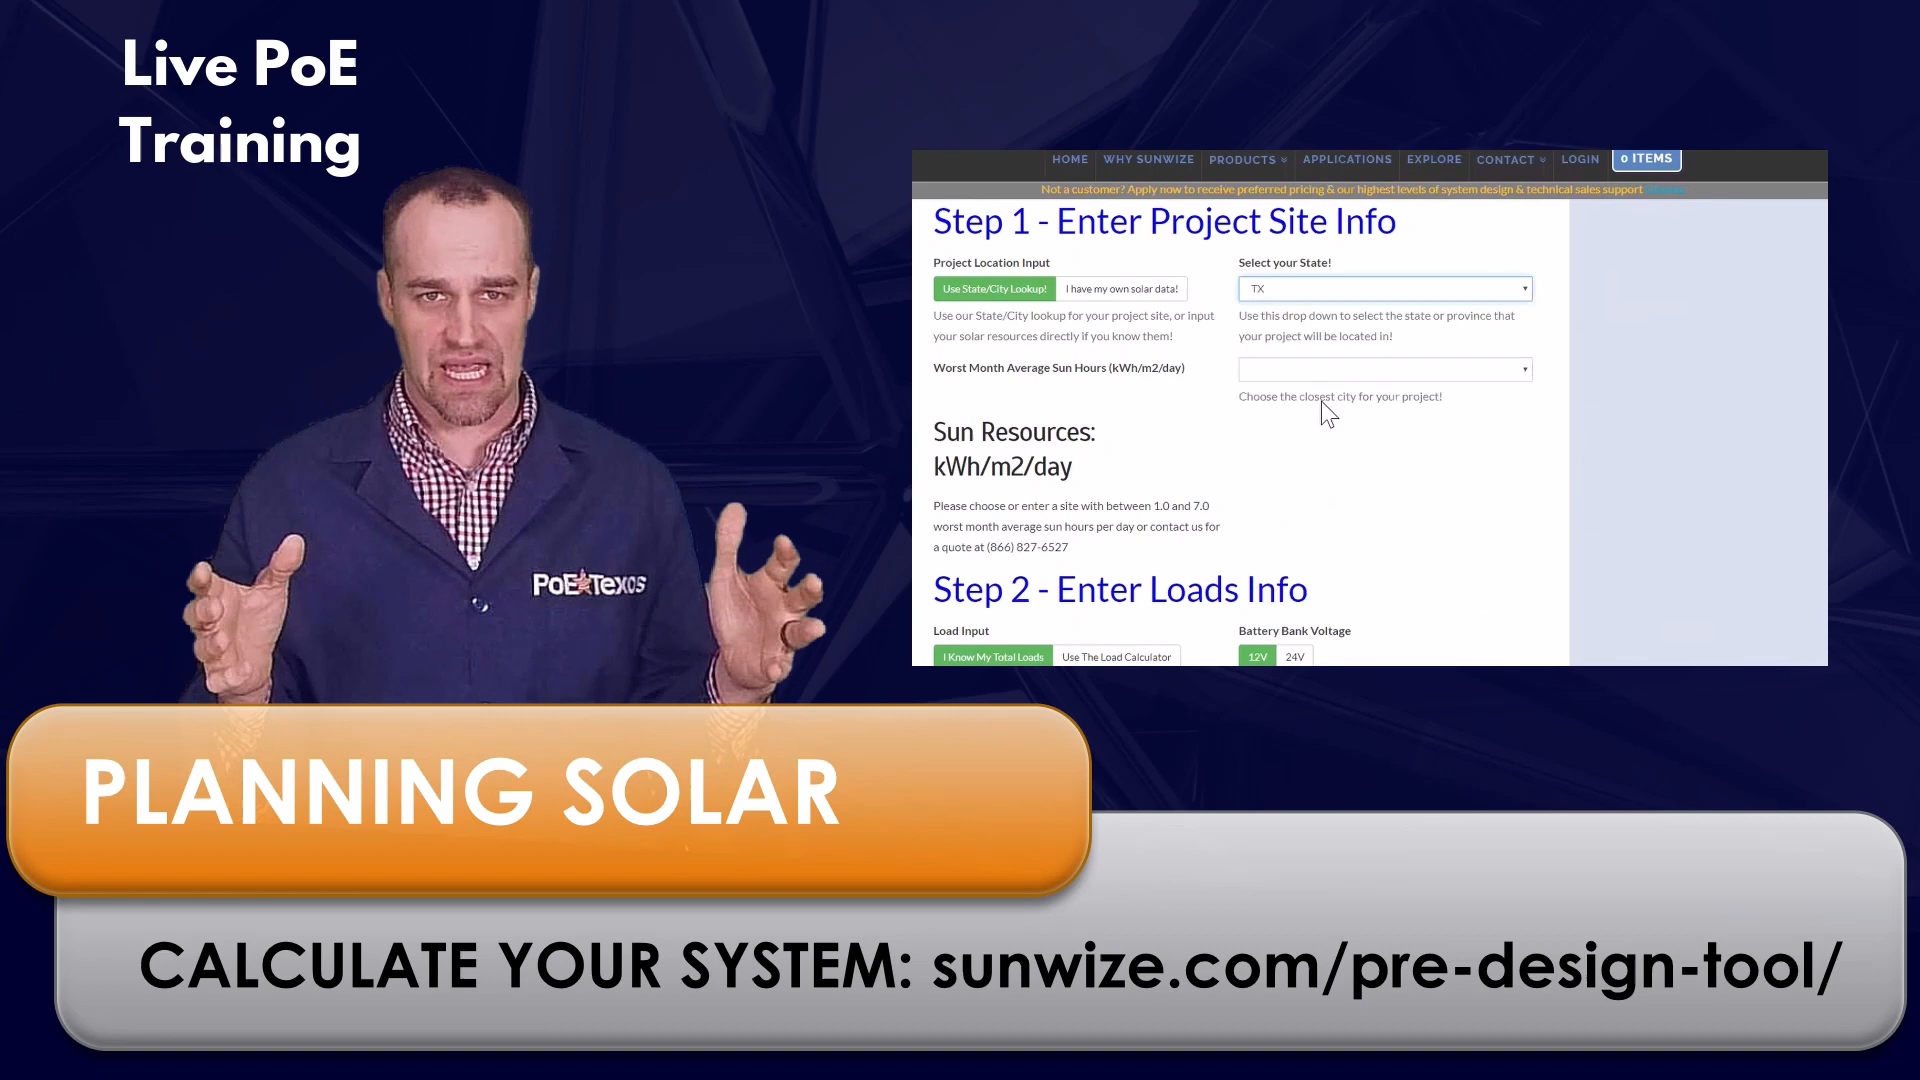 Live PoE
Training
HOME
WHY SUNWIZE
PRODUCTS
APPLICATIONS
EXPLORE
CONTACT
LOGIN
0 ITEMS
Not a customer? Apply now to receive preferred pricing & our highest levels of system design & technical sales support
Step 1 - Enter Project Site Info
Project Location Input
Use State/City Lookup!
I have my own solar data!
Use our State/City lookup for your project site, or input
your solar resources directly if you know them!
Select your State!
TX
Use this drop down to select the state or province that
your project will be located in!
Worst Month Average Sun Hours (kWh/m2/day)
Choose the closest city for your project!
Sun Resources:
kWh/m2/day
Please choose or enter a site with between 1.0 and 7.0
worst month average sun hours per day or contact us for
a quote at (866) 827-6527
Step 2 - Enter Loads Info
Load Input
I Know My Total Loads
Use The Load Calculator
Battery Bank Voltage
12V
24V
PoE Texas
PLANNING SOLAR
CALCULATE YOUR SYSTEM: sunwize.com/pre-design-tool/